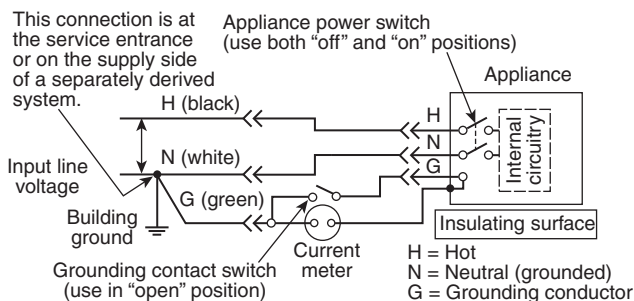 This connection is at
the service entrance
or on the supply side
of a separately derived
system.
Appliance power switch
(use both “off” and “on” positions)
Appliance
H (black)
H
N (white)
N
G
Internal
circuitry
Input line
voltage
G (green)
Building
ground
Insulating surface
Grounding contact switch
(use in “open” position)
Current
meter
H = Hot
N = Neutral (grounded)
G = Grounding conductor